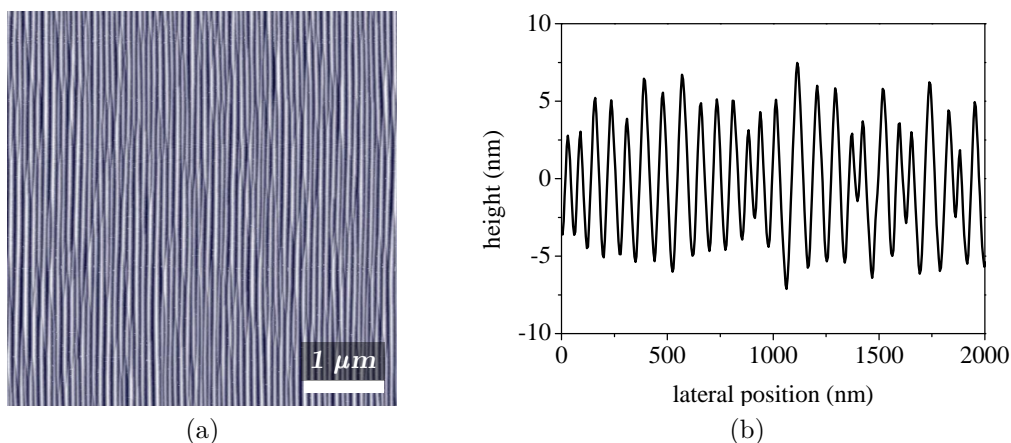 1 μm
(a)
10
5
0
-5
-10
height (nm)
0 500 1000 1500 2000
lateral position (nm)
(b)